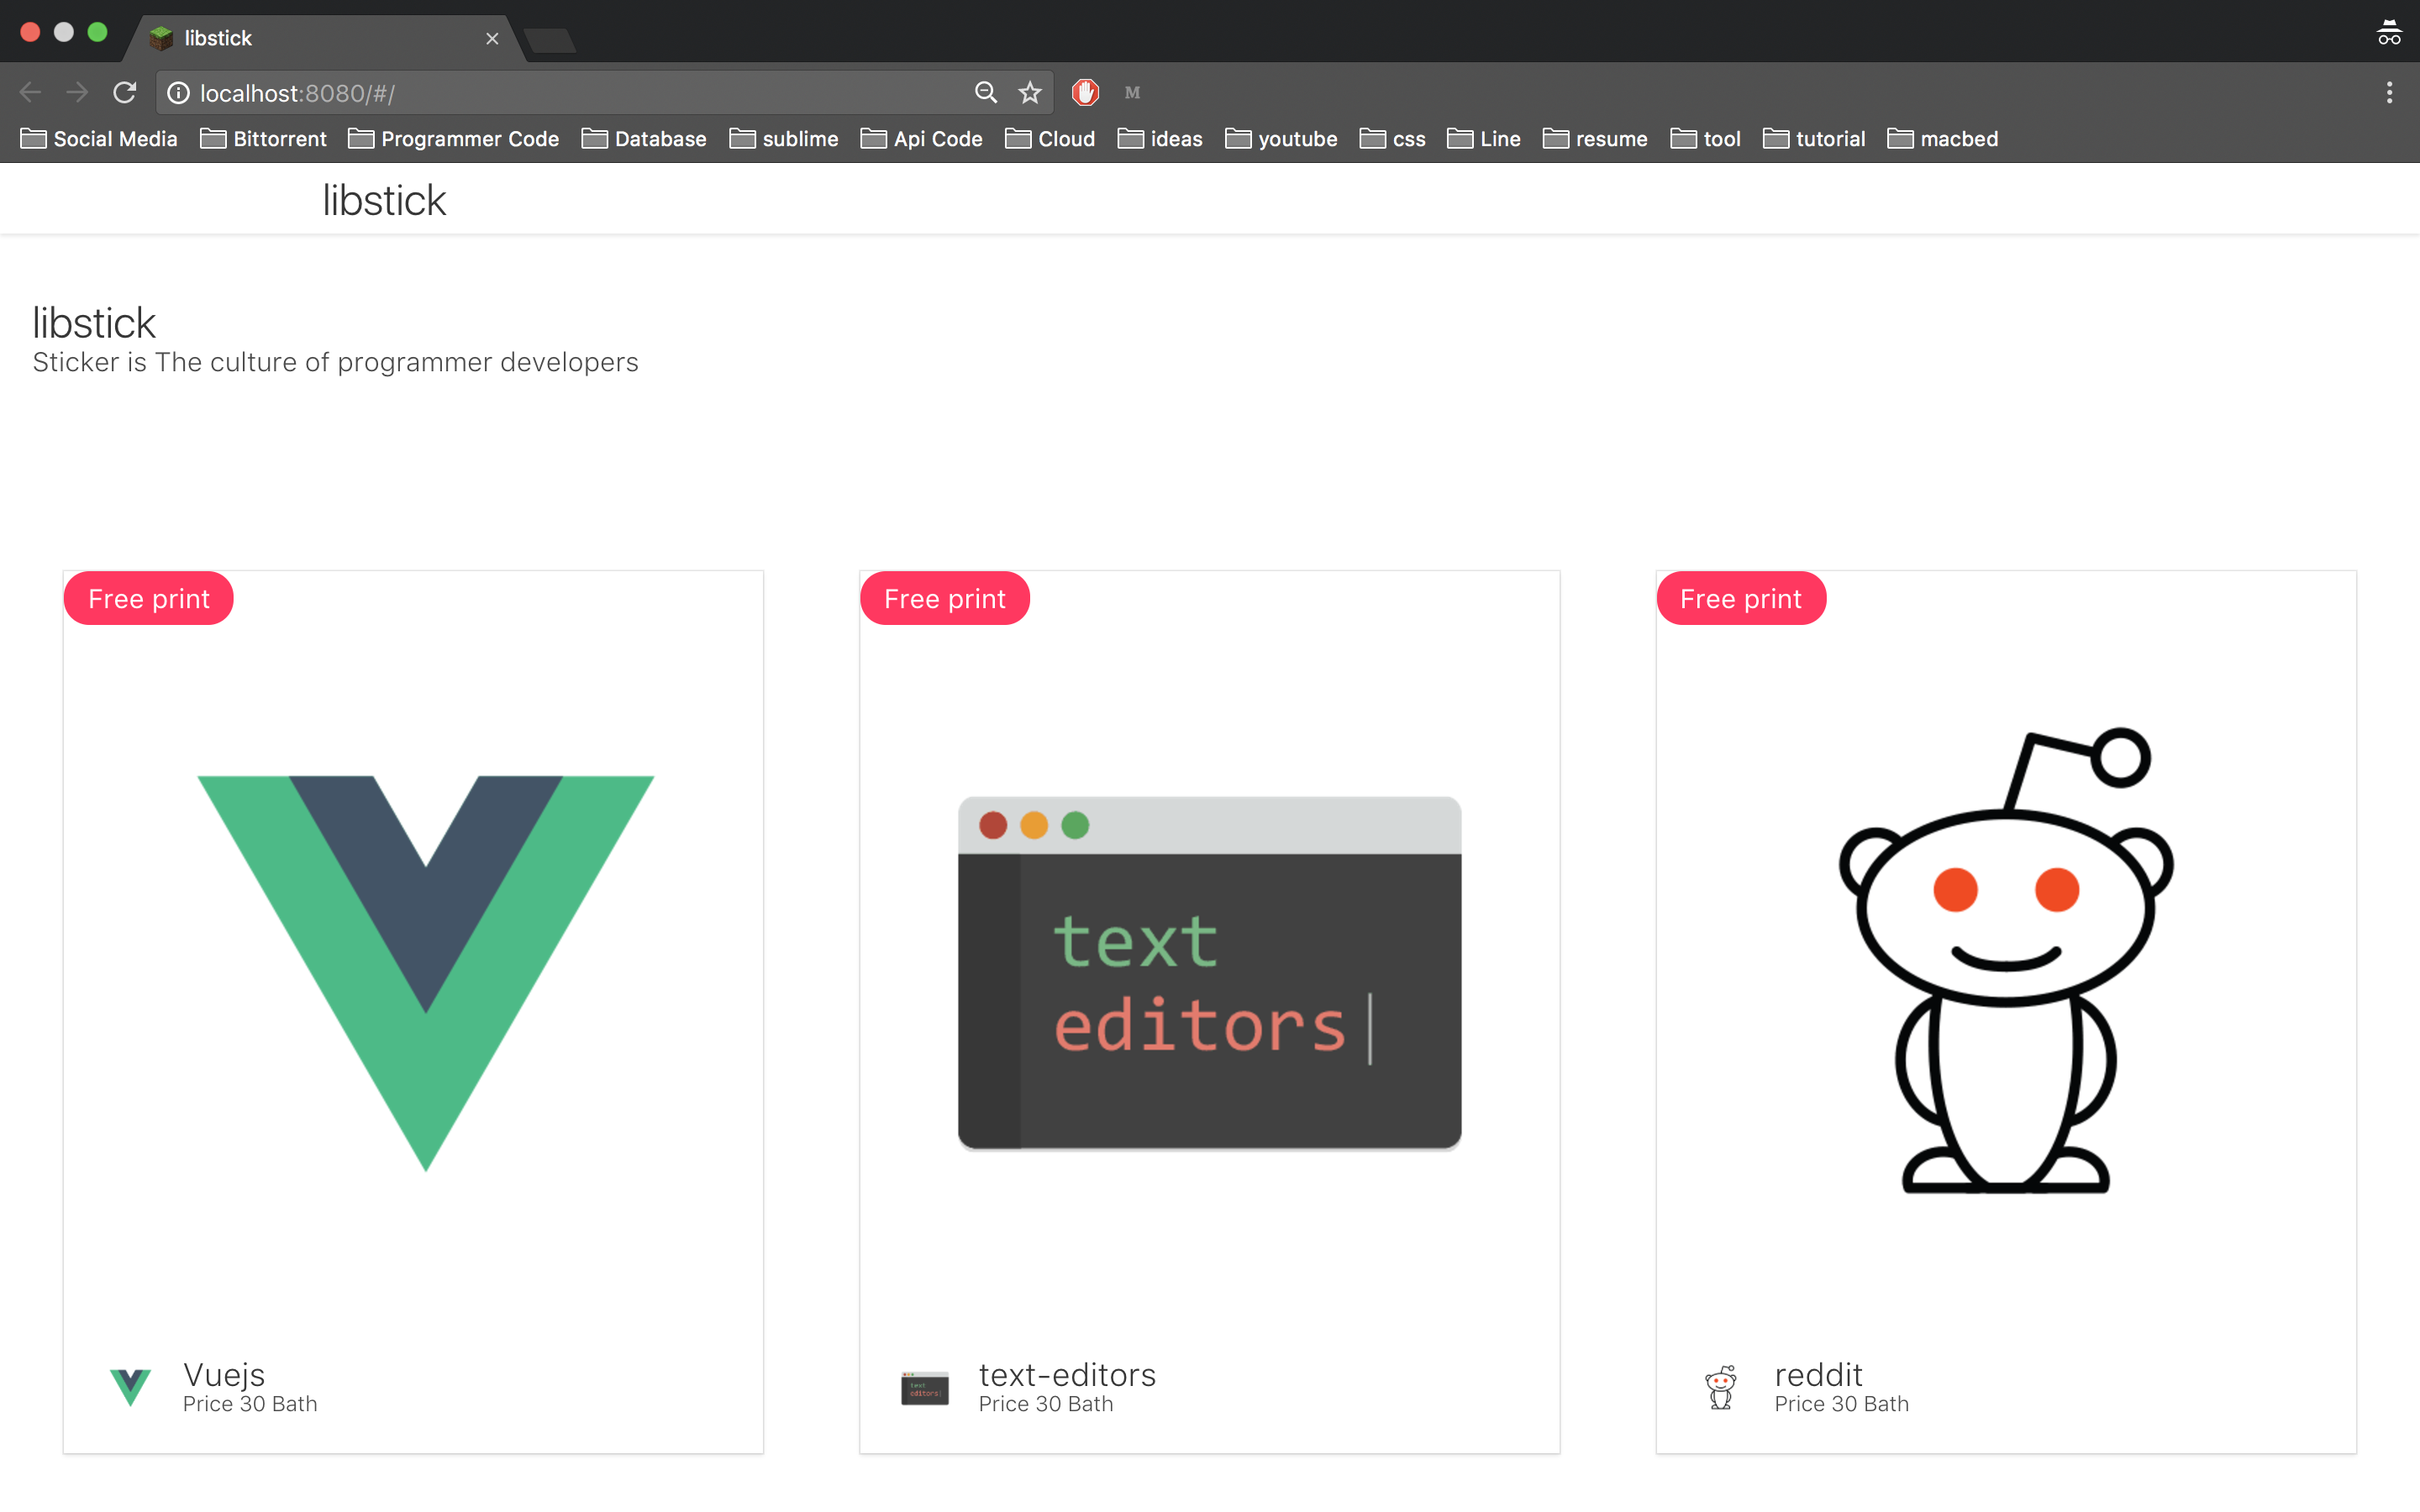 libstick
localhost:8080/#/
M
Social Media Bittorrent Programmer Code Database sublime Api Code Cloud ideas youtube css Line resume tool tutorial macbed
libstick
libstick
Sticker is The culture of programmer developers
Free print
Free print
Free print
text
editors
Vuejs
Price 30 Bath
text
editors
text-editors
Price 30 Bath
reddit
Price 30 Bath